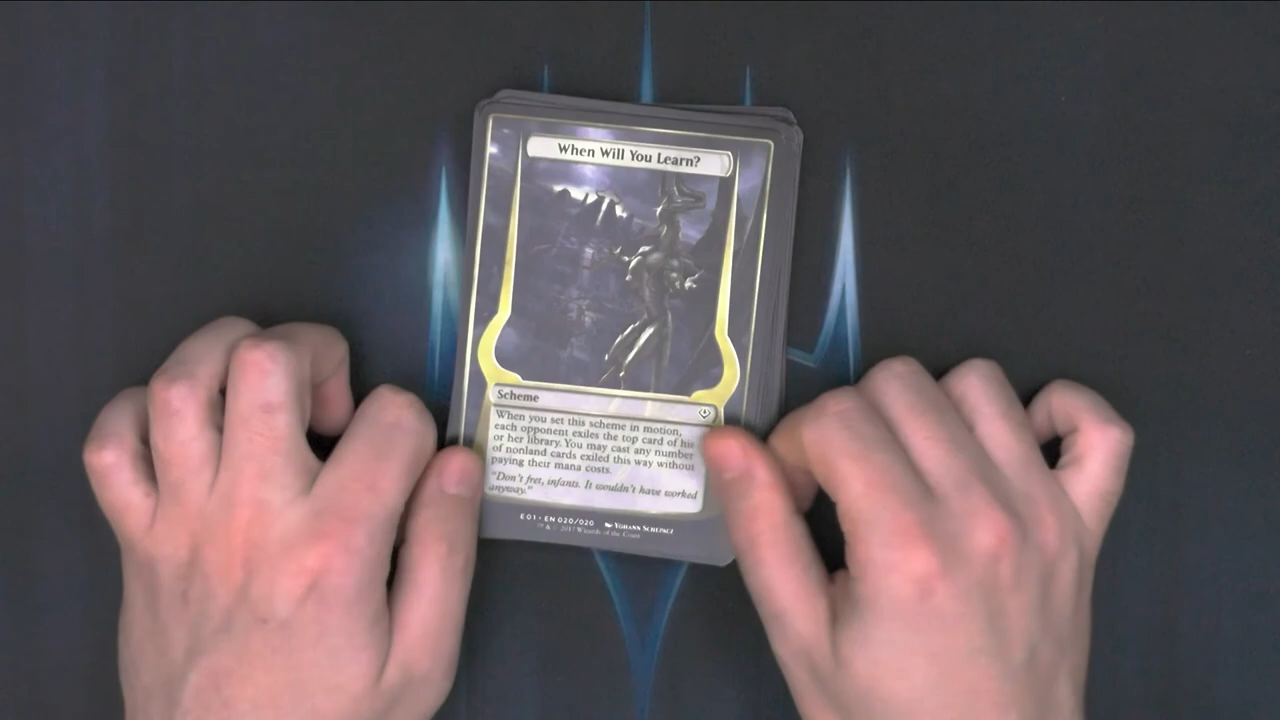 When Will You Learn?
Scheme
When you set this scheme in motion,
each opponent exiles the top card of his
or her library. You may cast any number
of nonland cards exiled this way without
paying their mana costs.
"Don't fret, infants. It wouldn't have worked
anyway."
E01 • EN 020/020 Yohann Schepacz
™ & © 2017 Wizards of the Coast